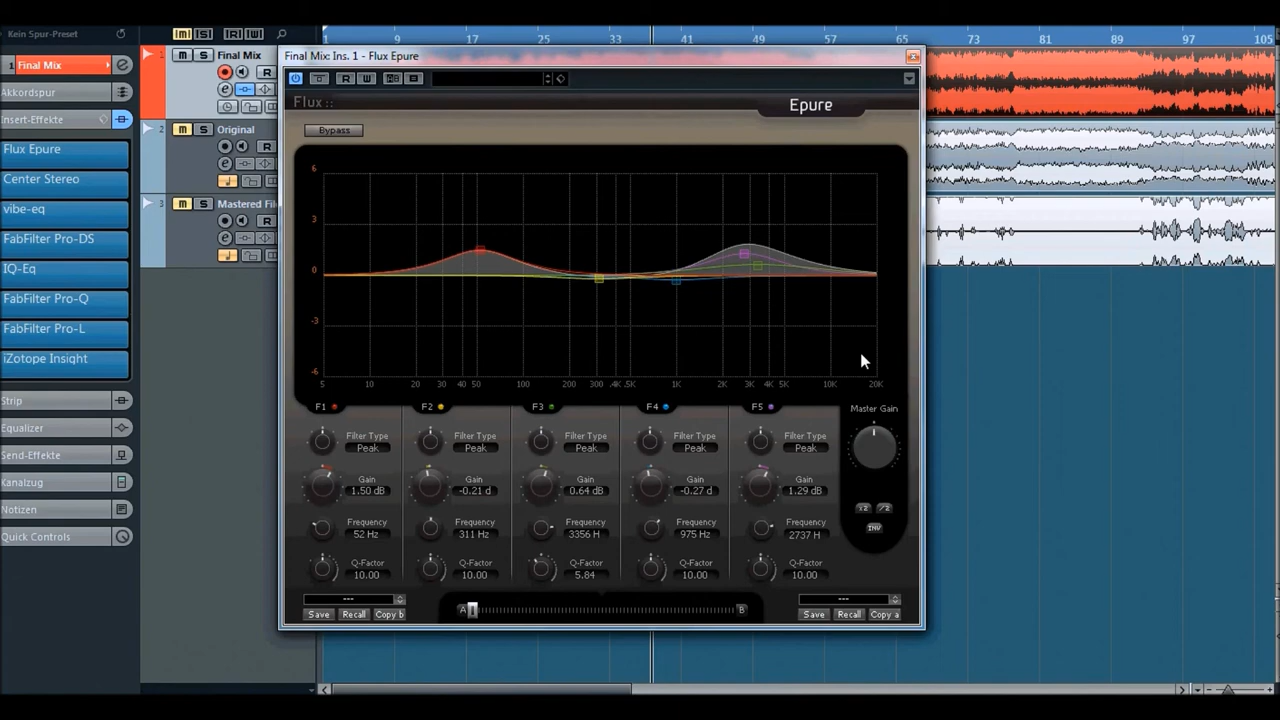 Kein Spur-Preset
M S R W
1 9 17 25 33 41 49 57 65 73 81 89 97 105
1 Final Mix
Akkordspur
Insert-Effekte
Flux Epure
Center Stereo
vibe-eq
FabFilter Pro-DS
IQ-Eq
FabFilter Pro-Q
FabFilter Pro-L
iZotope Insight
Strip
Equalizer
Send-Effekte
Kanalzug
Notizen
Quick Controls
1 M S Final Mix
R
e
2 M S Original
R
e
3 M S Mastered Fil
R
e
Final Mix: Ins. 1 - Flux Epure
R W
Flux::
Epure
Bypass
6
3
0
-3
-6
5 10 20 30 40 50 100 200 300 .4K .5K 1K 2K 3K 4K 5K 10K 20K
F1 F2 F3 F4 F5 Master Gain
Filter Type Filter Type Filter Type Filter Type Filter Type
Peak Peak Peak Peak Peak
Gain Gain Gain Gain Gain
1.50 dB -0.21 d 0.64 dB -0.27 d 1.29 dB
Frequency Frequency Frequency Frequency Frequency
52 Hz 311 Hz 3356 H 975 Hz 2737 H
INV
Q-Factor Q-Factor Q-Factor Q-Factor Q-Factor
10.00 10.00 5.84 10.00 10.00
--- A B ---
Save Recall Copy b Save Recall Copy a